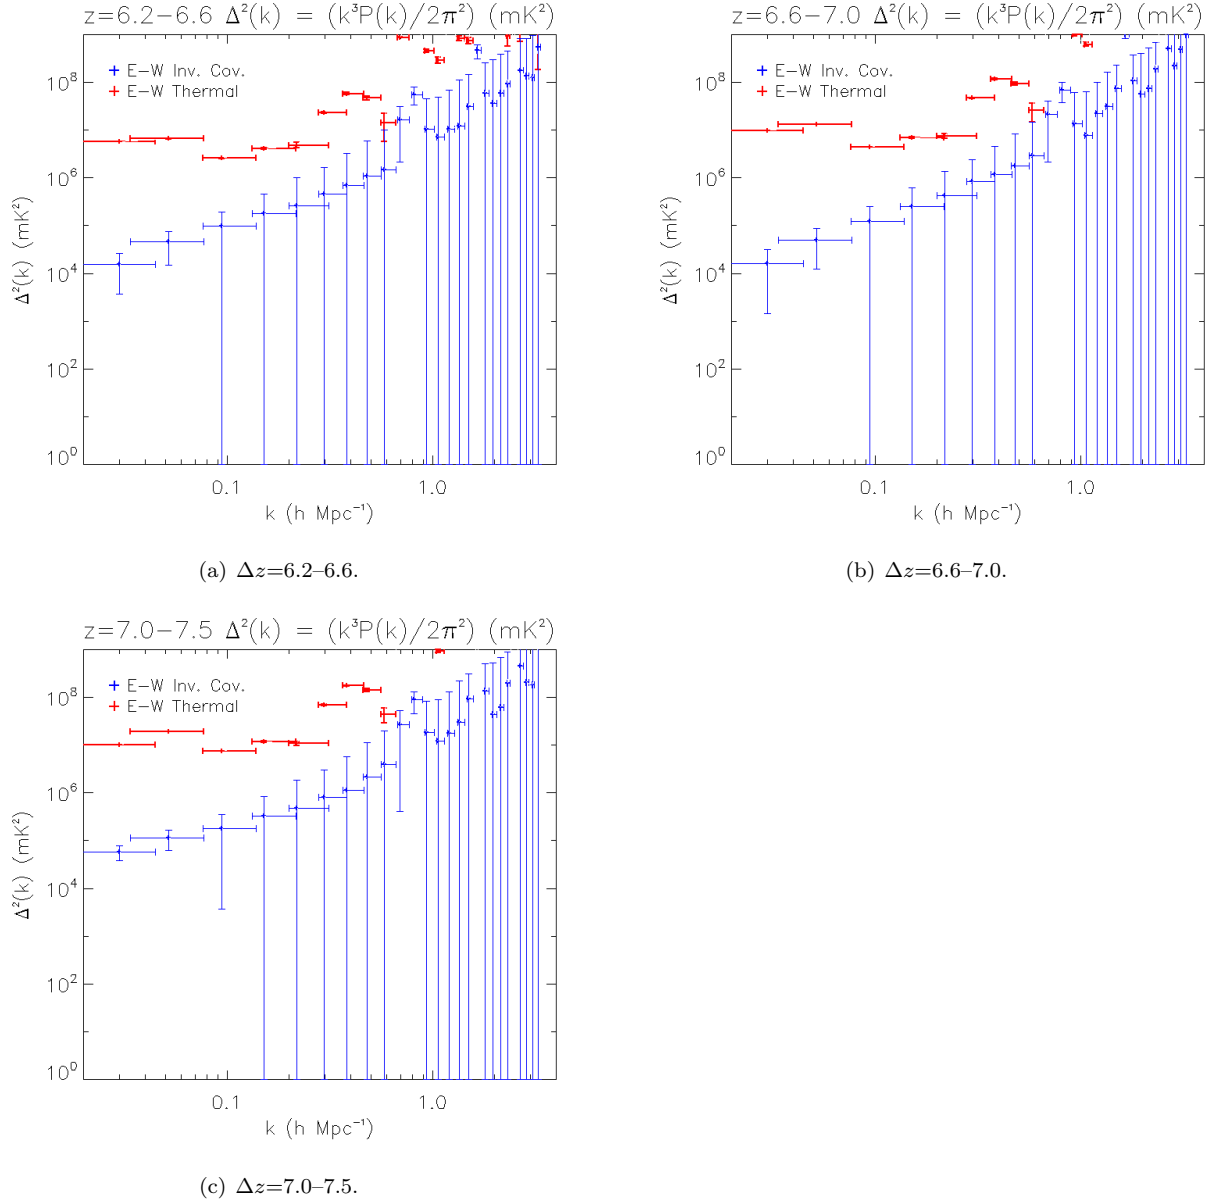 z=6.2−6.6 Δ²(k) = (k³P(k)/2π²) (mK²)
E−W Inv. Cov.
E−W Thermal
10⁸
10⁶
10⁴
10²
10⁰
Δ²(k) (mK²)
0.1
1.0
k (h Mpc⁻¹)
(a) Δz=6.2–6.6.
z=6.6−7.0 Δ²(k) = (k³P(k)/2π²) (mK²)
E−W Inv. Cov.
E−W Thermal
10⁸
10⁶
10⁴
10²
10⁰
Δ²(k) (mK²)
0.1
1.0
k (h Mpc⁻¹)
(b) Δz=6.6–7.0.
z=7.0−7.5 Δ²(k) = (k³P(k)/2π²) (mK²)
E−W Inv. Cov.
E−W Thermal
10⁸
10⁶
10⁴
10²
10⁰
Δ²(k) (mK²)
0.1
1.0
k (h Mpc⁻¹)
(c) Δz=7.0–7.5.